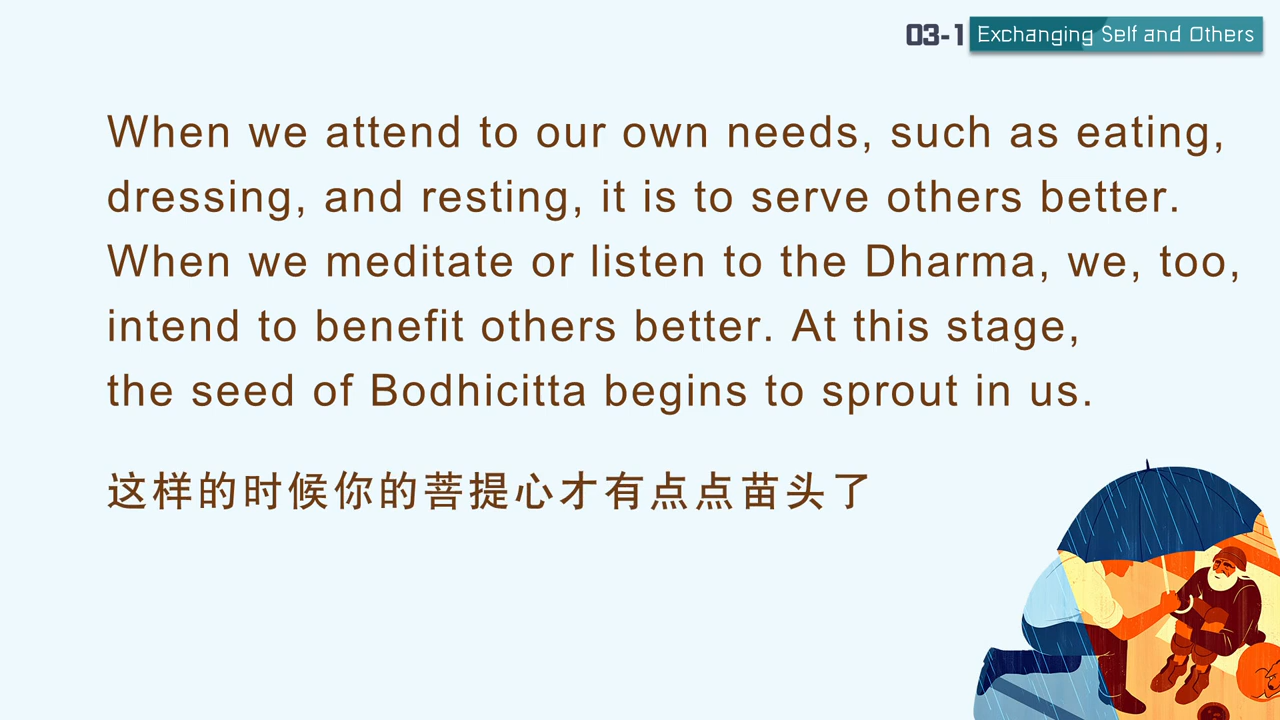 03-1 Exchanging Self and Others
When we attend to our own needs, such as eating,
dressing, and resting, it is to serve others better.
When we meditate or listen to the Dharma, we, too,
intend to benefit others better. At this stage,
the seed of Bodhicitta begins to sprout in us.
这样的时候你的菩提心才有点点苗头了